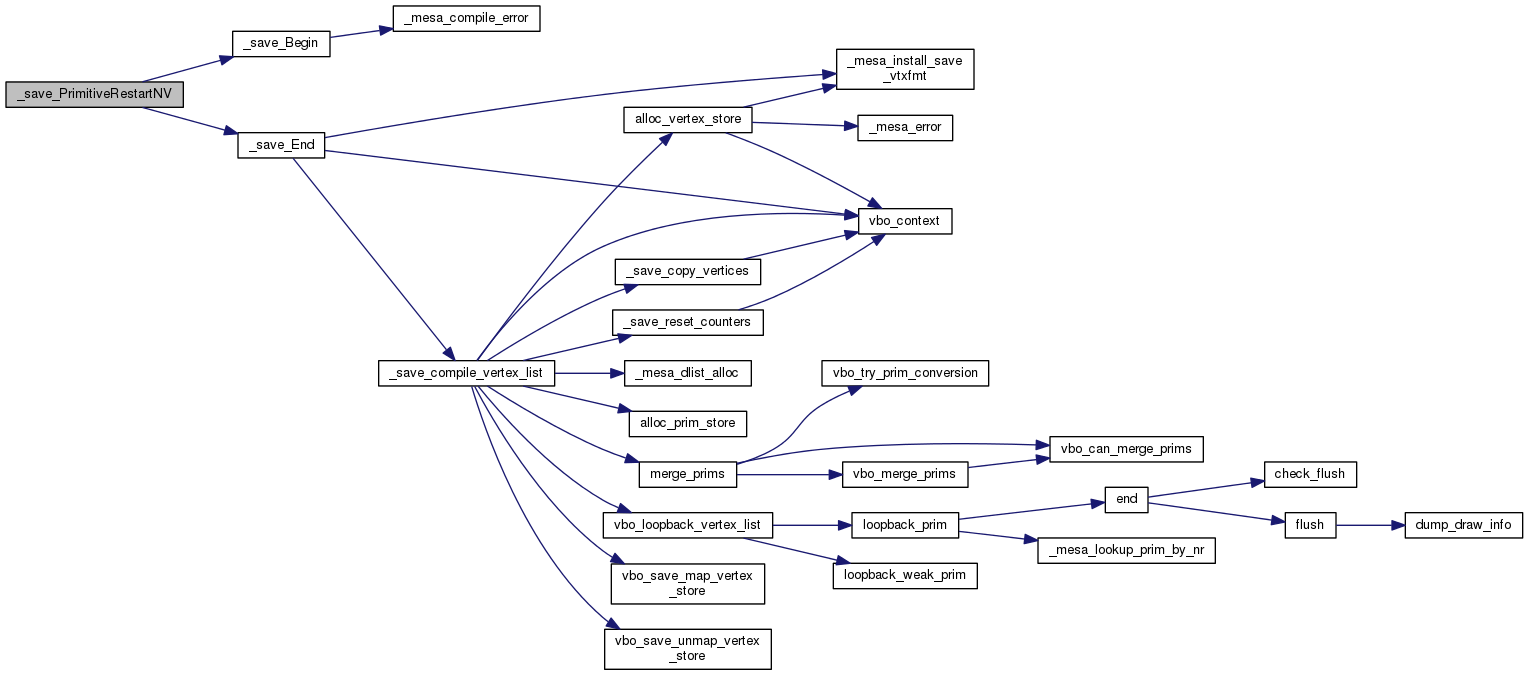 _mesa_compile_error
_save_Begin
_save_PrimitiveRestartNV
_save_End
_mesa_install_save
_vtxfmt
alloc_vertex_store
_mesa_error
vbo_context
_save_copy_vertices
_save_reset_counters
_save_compile_vertex_list
_mesa_dlist_alloc
vbo_try_prim_conversion
alloc_prim_store
vbo_can_merge_prims
merge_prims
vbo_merge_prims
check_flush
end
vbo_loopback_vertex_list
loopback_prim
flush
dump_draw_info
_mesa_lookup_prim_by_nr
loopback_weak_prim
vbo_save_map_vertex
_store
vbo_save_unmap_vertex
_store